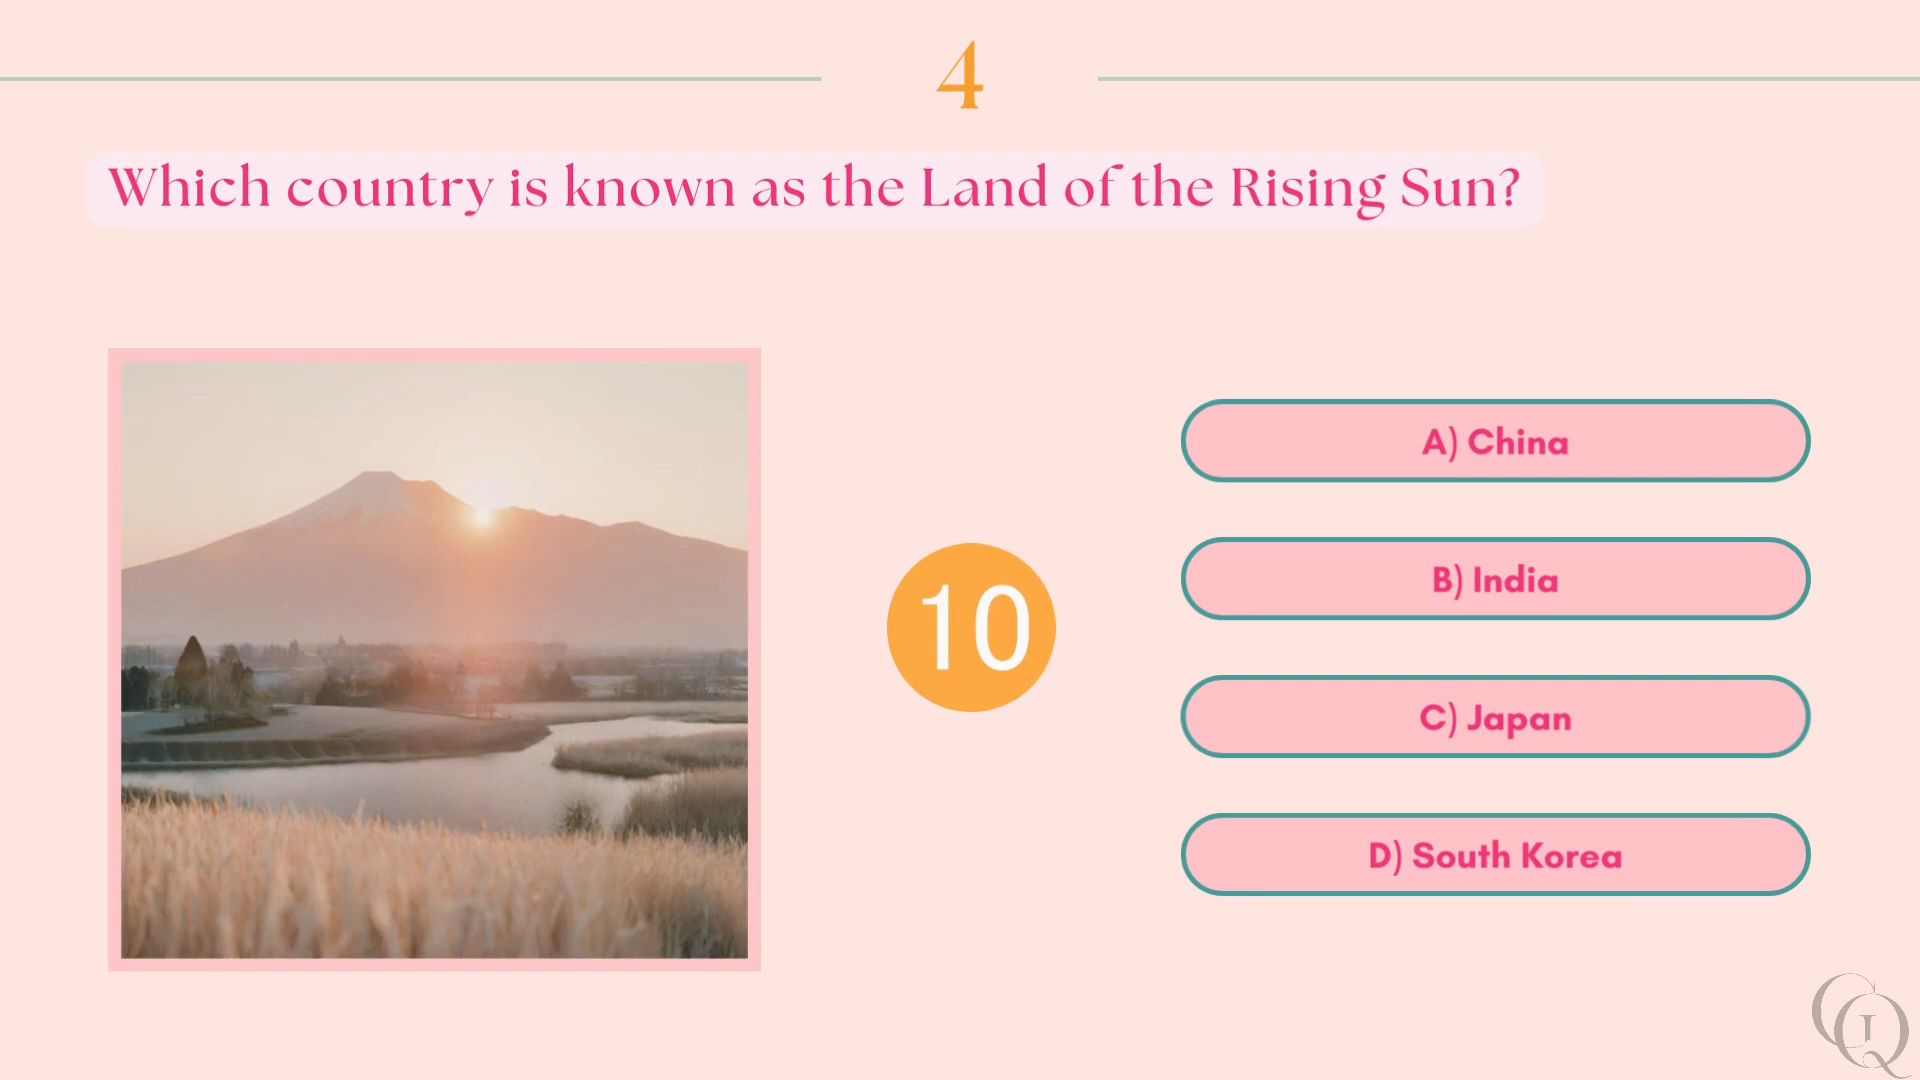 4
Which country is known as the Land of the Rising Sun?
10
A) China
B) India
C) Japan
D) South Korea